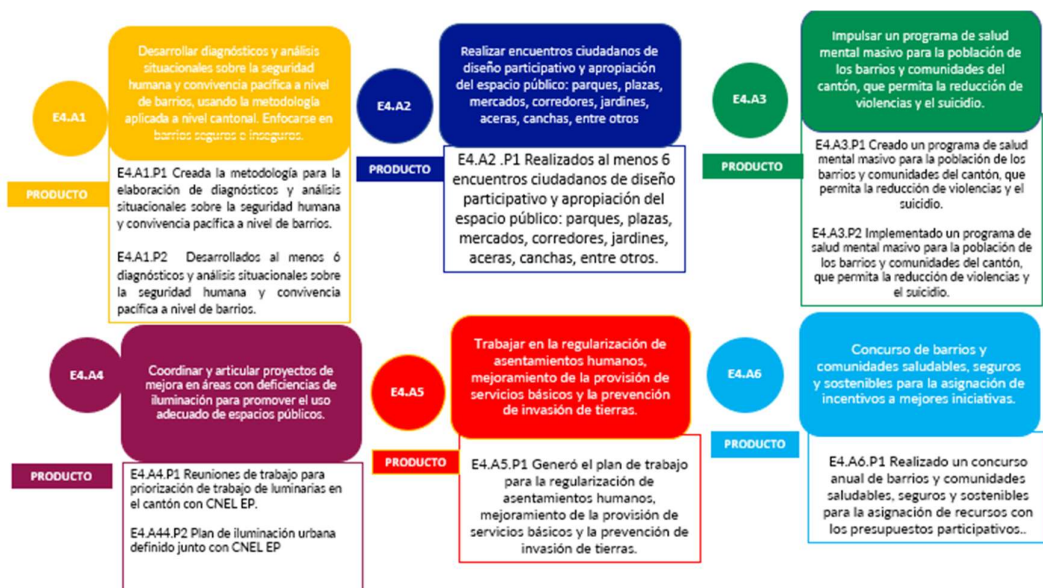 E4.A1
Desarrollar diagnósticos y análisis
situacionales sobre la seguridad
humana y convivencia pacífica a nivel
de barrios, usando la metodología
aplicada a nivel cantonal. Enfocarse en
barrios seguros e inseguros.
PRODUCTO
E4.A1.P1 Creada la metodología para la
elaboración de diagnósticos y análisis
situacionales sobre la seguridad humana
y convivencia pacífica a nivel de barrios.
E4.A1.P2 Desarrollados al menos 6
diagnósticos y análisis situacionales sobre
la seguridad humana y convivencia
pacífica a nivel de barrios.
E4.A2
Realizar encuentros ciudadanos de
diseño participativo y apropiación
del espacio público: parques, plazas,
mercados, corredores, jardines,
aceras, canchas, entre otros
PRODUCTO
E4.A2 .P1 Realizados al menos 6
encuentros ciudadanos de diseño
participativo y apropiación del
espacio público: parques, plazas,
mercados, corredores, jardines,
aceras, canchas, entre otros.
E4.A3
Impulsar un programa de salud
mental masivo para la población de
los barrios y comunidades del
cantón, que permita la reducción de
violencias y el suicidio.
PRODUCTO
E4.A3.P1 Creado un programa de salud
mental masivo para la población de los
barrios y comunidades del cantón, que
permita la reducción de violencias y el
suicidio.
E4.A3.P2 Implementado un programa de
salud mental masivo para la población de
los barrios y comunidades del cantón,
que permita la reducción de violencias y
el suicidio.
E4.A4
Coordinar y articular proyectos de
mejora en áreas con deficiencias de
iluminación para promover el uso
adecuado de espacios públicos.
PRODUCTO
E4.A4.P1 Reuniones de trabajo para
priorización de trabajo de luminarias en
el cantón con CNEL EP.
E4.A44.P2 Plan de iluminación urbana
definido junto con CNEL EP
E4.A5
Trabajar en la regularización de
asentamientos humanos,
mejoramiento de la provisión de
servicios básicos y la prevención
de invasión de tierras.
PRODUCTO
E4.A5.P1 Generó el plan de trabajo
para la regularización de
asentamientos humanos,
mejoramiento de la provisión de
servicios básicos y la prevención de
invasión de tierras.
E4.A6
Concurso de barrios y
comunidades saludables, seguros
y sostenibles para la asignación de
incentivos a mejores iniciativas.
PRODUCTO
E4.A6.P1 Realizado un concurso
anual de barrios y comunidades
saludables, seguros y sostenibles
para la asignación de recursos con
los presupuestos participativos..